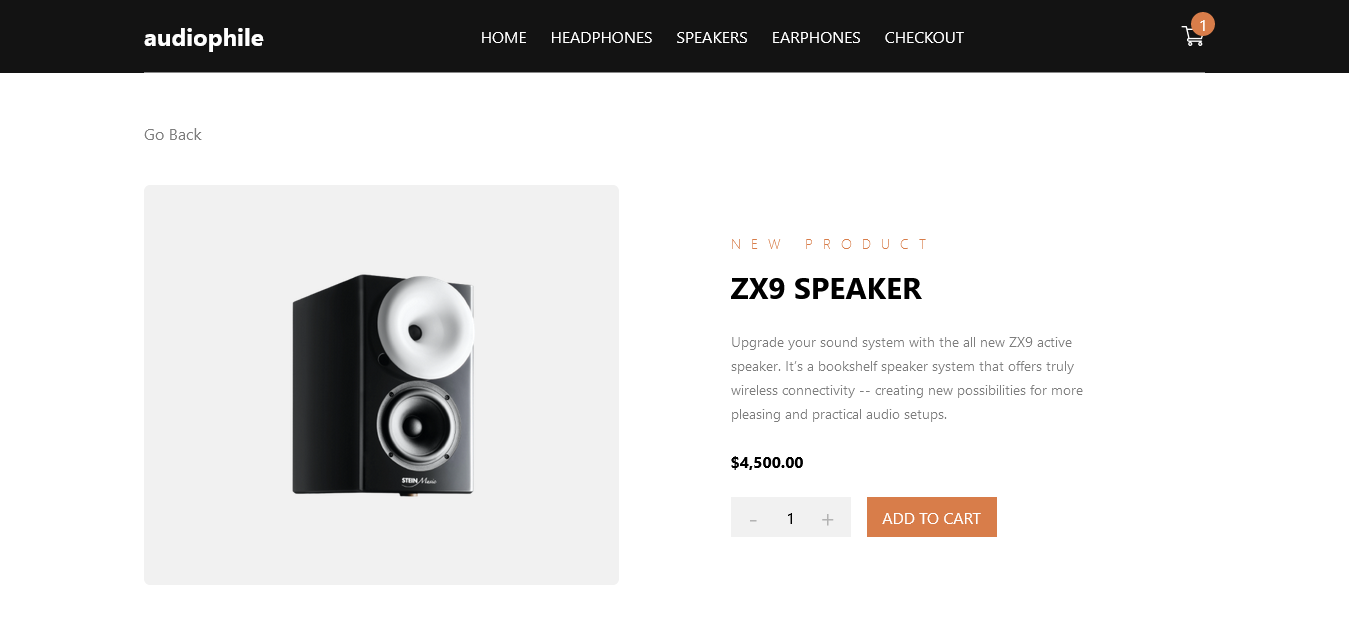 audiophile
HOME HEADPHONES SPEAKERS EARPHONES CHECKOUT
1
Go Back
NEW PRODUCT
ZX9 SPEAKER
Upgrade your sound system with the all new ZX9 active
speaker. It’s a bookshelf speaker system that offers truly
wireless connectivity -- creating new possibilities for more
pleasing and practical audio setups.
$4,500.00
- 1 +
ADD TO CART
STEIN Music